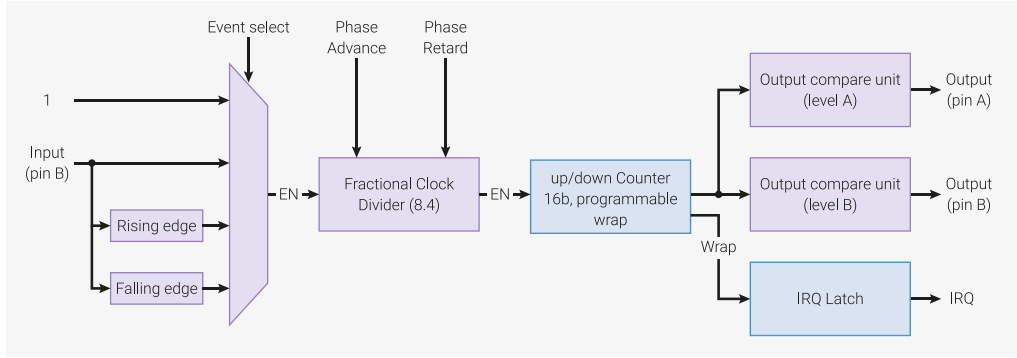 Event select
Phase
Advance
Phase
Retard
1
Input
(pin B)
Rising edge
Falling edge
EN
Fractional Clock
Divider (8.4)
EN
up/down Counter
16b, programmable
wrap
Wrap
Output compare unit
(level A)
Output
(pin A)
Output compare unit
(level B)
Output
(pin B)
IRQ Latch
IRQ